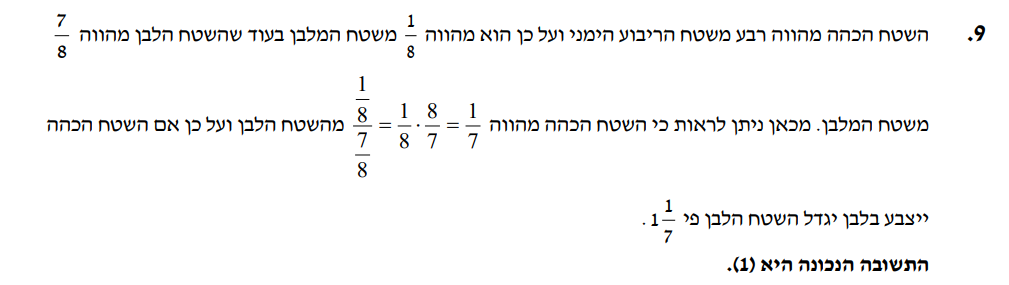 9. השטח הכהה מהווה רבע משטח הריבוע הימני ועל כן הוא מהווה 1/8 משטח המלבן בעוד שהשטח הלבן מהווה 7/8
משטח המלבן. מכאן ניתן לראות כי השטח הכהה מהווה (1/8)/(7/8) = 1/8 · 8/7 = 1/7 מהשטח הלבן ועל כן אם השטח הכהה
ייצבע בלבן יגדל השטח הלבן פי 1 1/7 .
התשובה הנכונה היא (1).